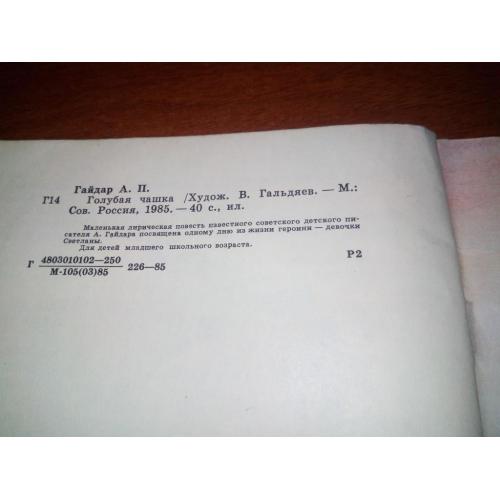 Гайдар А. П.
Г14 Голубая чашка /Худож. В. Гальдяев. — М.:
Сов. Россия, 1985. — 40 с., ил.
Маленькая лирическая повесть известного советского детского пи-
сателя А. Гайдара посвящена одному дню из жизни героини — девочки
Светланы.
Для детей младшего школьного возраста.
Г 4803010102—250
М-105(03)85 226—85 Р2